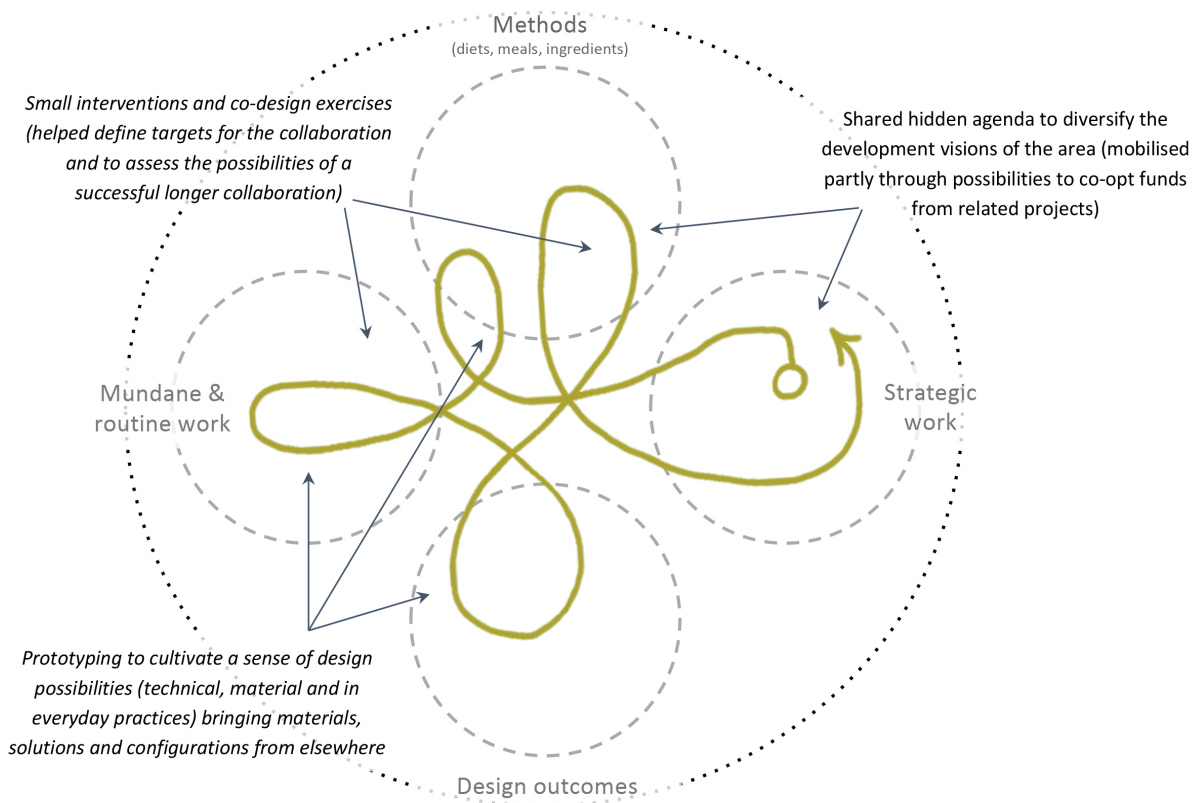 Methods
(diets, meals, ingredients)
Small interventions and co-design exercises
(helped define targets for the collaboration
and to assess the possibilities of a
successful longer collaboration)
Shared hidden agenda to diversify the
development visions of the area (mobilised
partly through possibilities to co-opt funds
from related projects)
Mundane &
routine work
Strategic
work
Prototyping to cultivate a sense of design
possibilities (technical, material and in
everyday practices) bringing materials,
solutions and configurations from elsewhere
Design outcomes